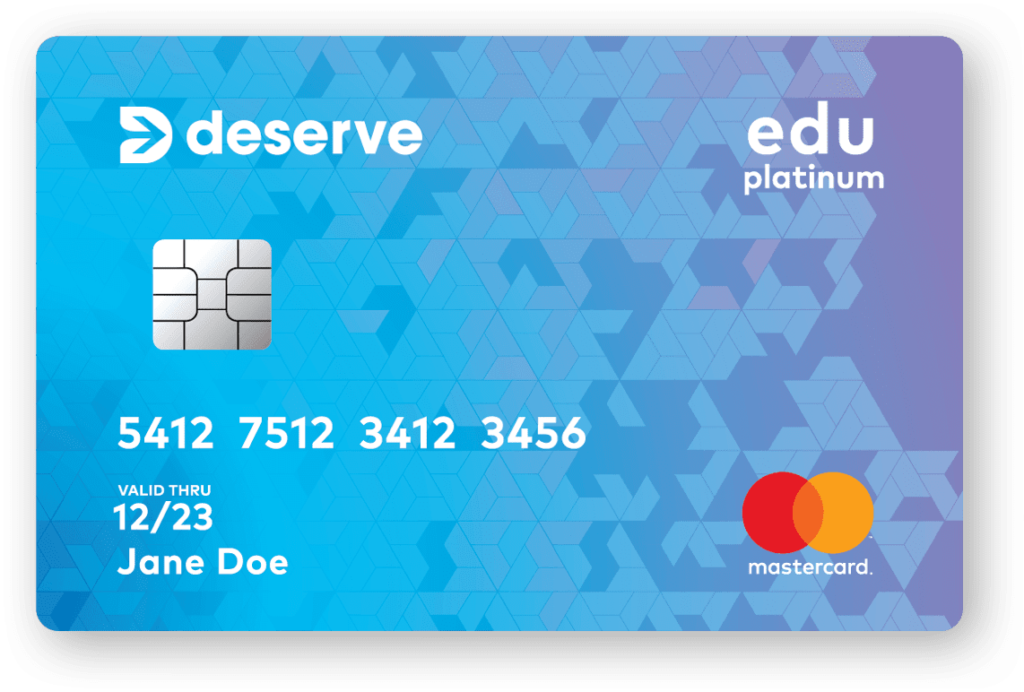 deserve
edu
platinum
5412 7512 3412 3456
VALID THRU
12/23
Jane Doe
mastercard.